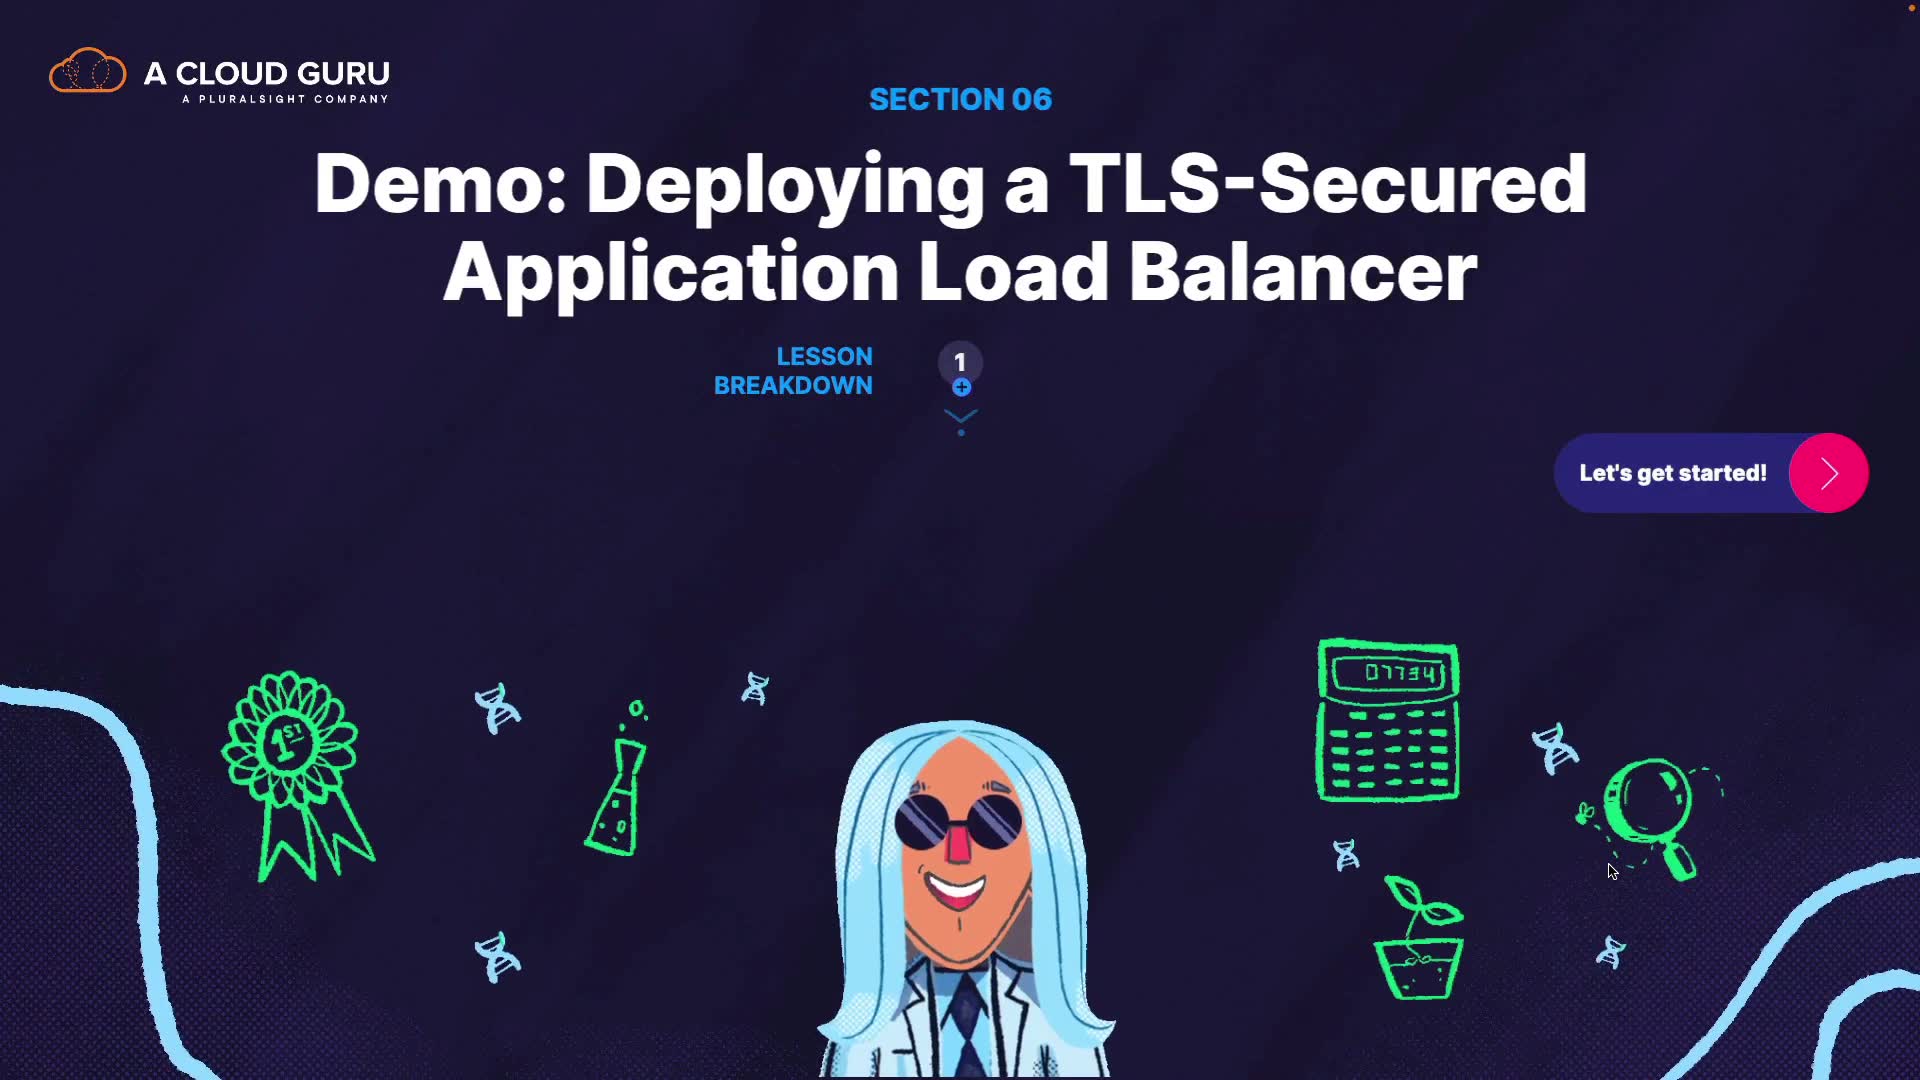 A CLOUD GURU
A PLURALSIGHT COMPANY
SECTION 06
Demo: Deploying a TLS-Secured
Application Load Balancer
LESSON
BREAKDOWN
1
Let's get started!
1ST
07734